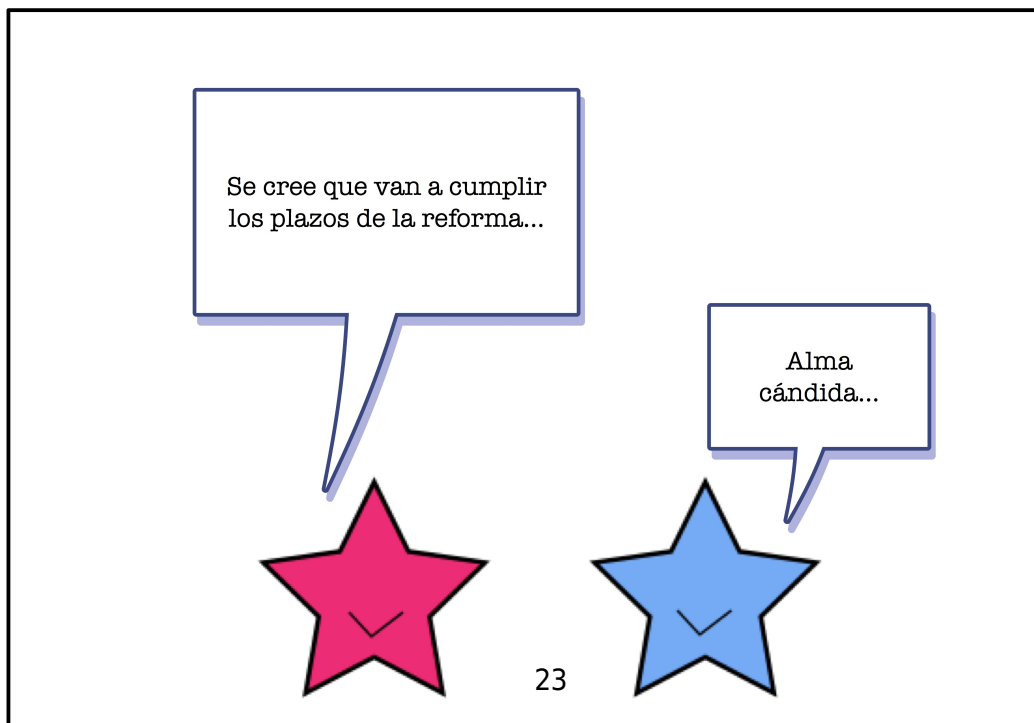 Se cree que van a cumplir
los plazos de la reforma...
Alma
cándida...
23